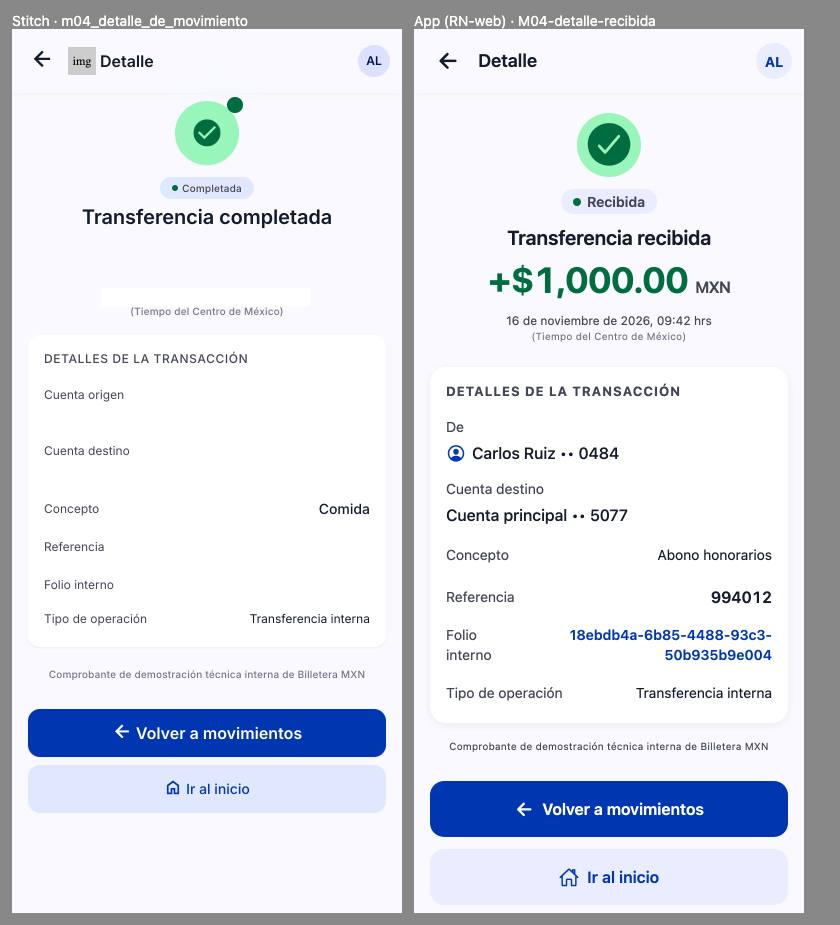 Stitch · m04_detalle_de_movimiento
img Detalle
AL
Completada
Transferencia completada
(Tiempo del Centro de México)
DETALLES DE LA TRANSACCIÓN
Cuenta origen
Cuenta destino
Concepto Comida
Referencia
Folio interno
Tipo de operación Transferencia interna
Comprobante de demostración técnica interna de Billetera MXN
Volver a movimientos
Ir al inicio
App (RN-web) · M04-detalle-recibida
Detalle
AL
Recibida
Transferencia recibida
+$1,000.00 MXN
16 de noviembre de 2026, 09:42 hrs
(Tiempo del Centro de México)
DETALLES DE LA TRANSACCIÓN
De
Carlos Ruiz •• 0484
Cuenta destino
Cuenta principal •• 5077
Concepto Abono honorarios
Referencia 994012
Folio 18ebdb4a-6b85-4488-93c3-
interno 50b935b9e004
Tipo de operación Transferencia interna
Comprobante de demostración técnica interna de Billetera MXN
Volver a movimientos
Ir al inicio